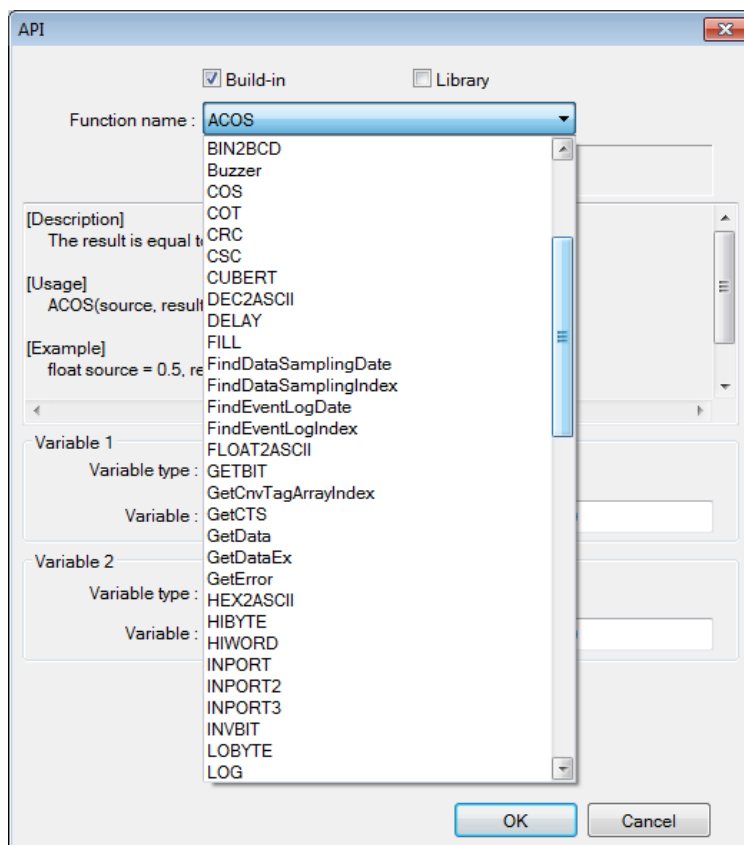 API
Build-in
Library
Function name :
ACOS
BIN2BCD
Buzzer
COS
COT
CRC
CSC
CUBERT
DEC2ASCII
DELAY
FILL
FindDataSamplingDate
FindDataSamplingIndex
FindEventLogDate
FindEventLogIndex
FLOAT2ASCII
GETBIT
GetCnvTagArrayIndex
GetCTS
GetData
GetDataEx
GetError
HEX2ASCII
HIBYTE
HIWORD
INPORT
INPORT2
INPORT3
INVBIT
LOBYTE
LOG
[Description]
The result is equal
[Usage]
ACOS(source, result
[Example]
float source = 0.5,
Variable 1
Variable type :
Variable :
Variable 2
Variable type :
Variable :
OK
Cancel